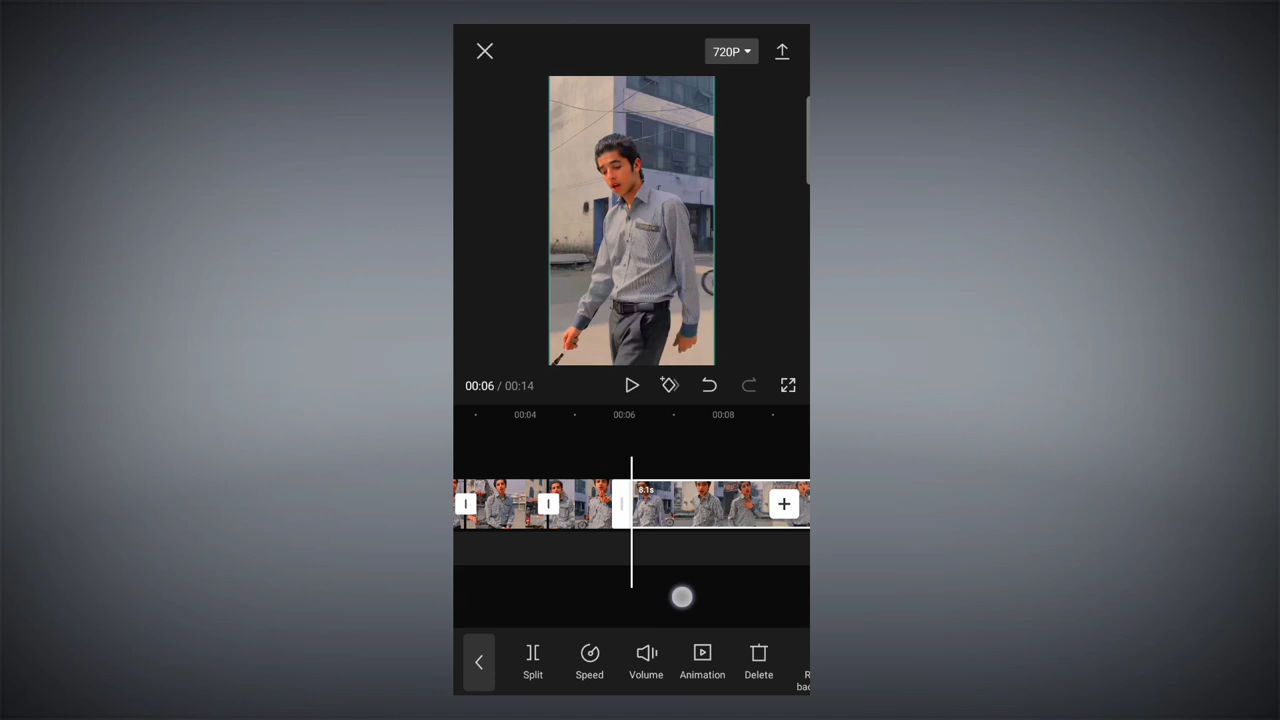 720P
00:06 / 00:14
00:04 00:06 00:08
8.1s
Split Speed Volume Animation Delete